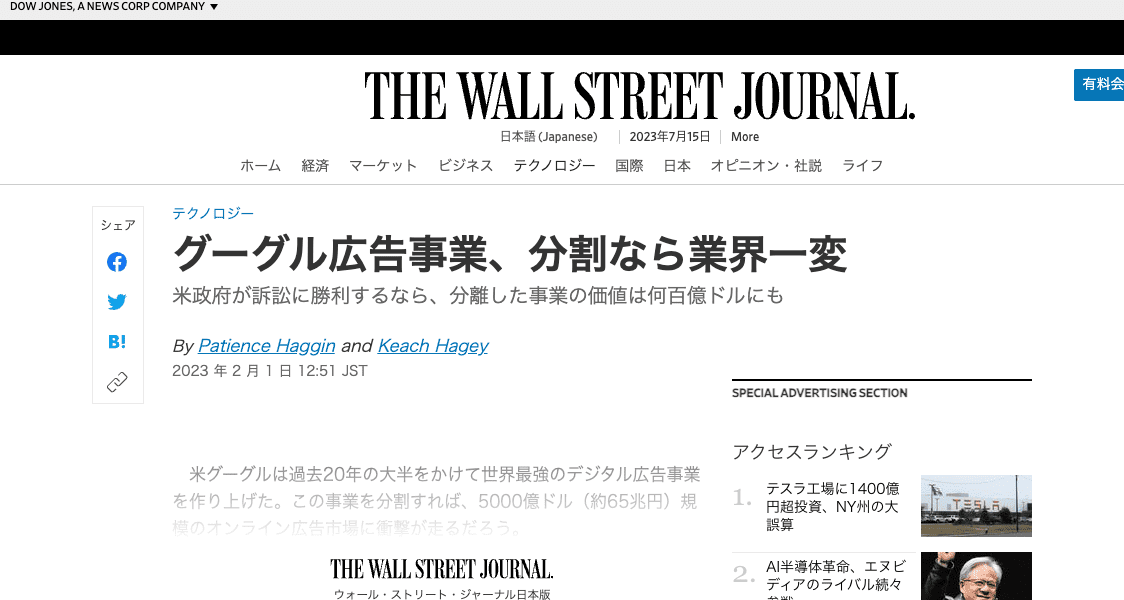 DOW JONES, A NEWS CORP COMPANY ▼
THE WALL STREET JOURNAL.
有料会
日本語 (Japanese)
2023年7月15日
More
ホーム 経済 マーケット ビジネス テクノロジー 国際 日本 オピニオン・社説 ライフ
シェア
B!
テクノロジー
グーグル広告事業、分割なら業界一変
米政府が訴訟に勝利するなら、分離した事業の価値は何百億ドルにも
By Patience Haggin and Keach Hagey
2023 年 2 月 1 日 12:51 JST
米グーグルは過去20年の大半をかけて世界最強のデジタル広告事業
を作り上げた。この事業を分割すれば、5000億ドル（約65兆円）規
模のオンライン広告市場に衝撃が走るだろう。
THE WALL STREET JOURNAL.
ウォール・ストリート・ジャーナル日本版
SPECIAL ADVERTISING SECTION
アクセスランキング
1.
テスラ工場に1400億
円超投資、NY州の大
誤算
TESLA
2.
AI半導体革命、エヌビ
ディアのライバル続々